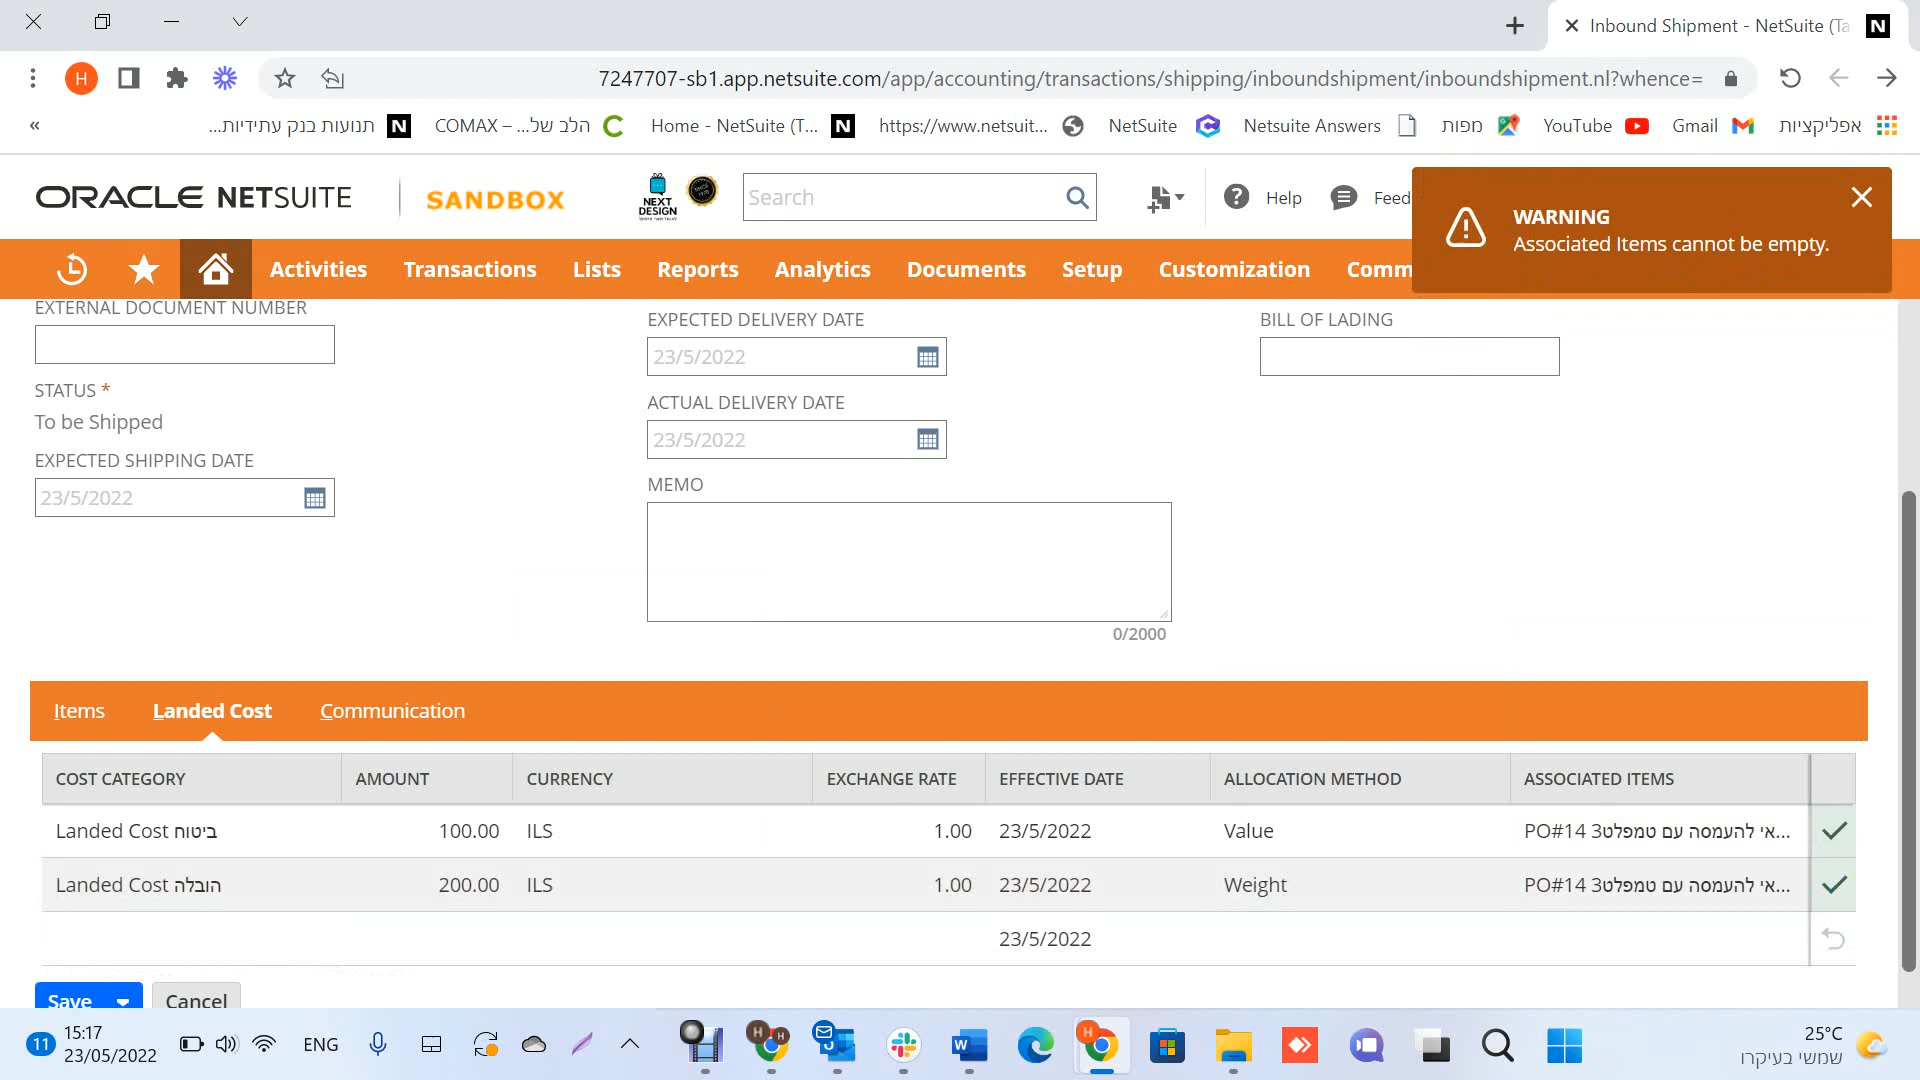 Inbound Shipment - NetSuite (Ta
N
H
7247707-sb1.app.netsuite.com/app/accounting/transactions/shipping/inboundshipment/inboundshipment.nl?whence=
«
תנועות בנק עתידיות...
N
COMAX – ...הלב של
Home - NetSuite (T...
N
https://www.netsuit...
NetSuite
Netsuite Answers
מפות
YouTube
Gmail
אפליקציות
ORACLE NETSUITE
SANDBOX
NEXT
DESIGN
Search
Help
Feed
WARNING
Associated Items cannot be empty.
Activities
Transactions
Lists
Reports
Analytics
Documents
Setup
Customization
Comm
EXTERNAL DOCUMENT NUMBER
STATUS *
To be Shipped
EXPECTED SHIPPING DATE
23/5/2022
EXPECTED DELIVERY DATE
23/5/2022
ACTUAL DELIVERY DATE
23/5/2022
MEMO
0/2000
BILL OF LADING
Items
Landed Cost
Communication
COST CATEGORY AMOUNT CURRENCY EXCHANGE RATE EFFECTIVE DATE ALLOCATION METHOD ASSOCIATED ITEMS
Landed Cost ביטוח 100.00 ILS 1.00 23/5/2022 Value PO#14 אי להעמסה עם טמפלט3...
Landed Cost הובלה 200.00 ILS 1.00 23/5/2022 Weight PO#14 אי להעמסה עם טמפלט3...
23/5/2022
Save
Cancel
11
15:17
23/05/2022
ENG
25°C
שמשי בעיקרו